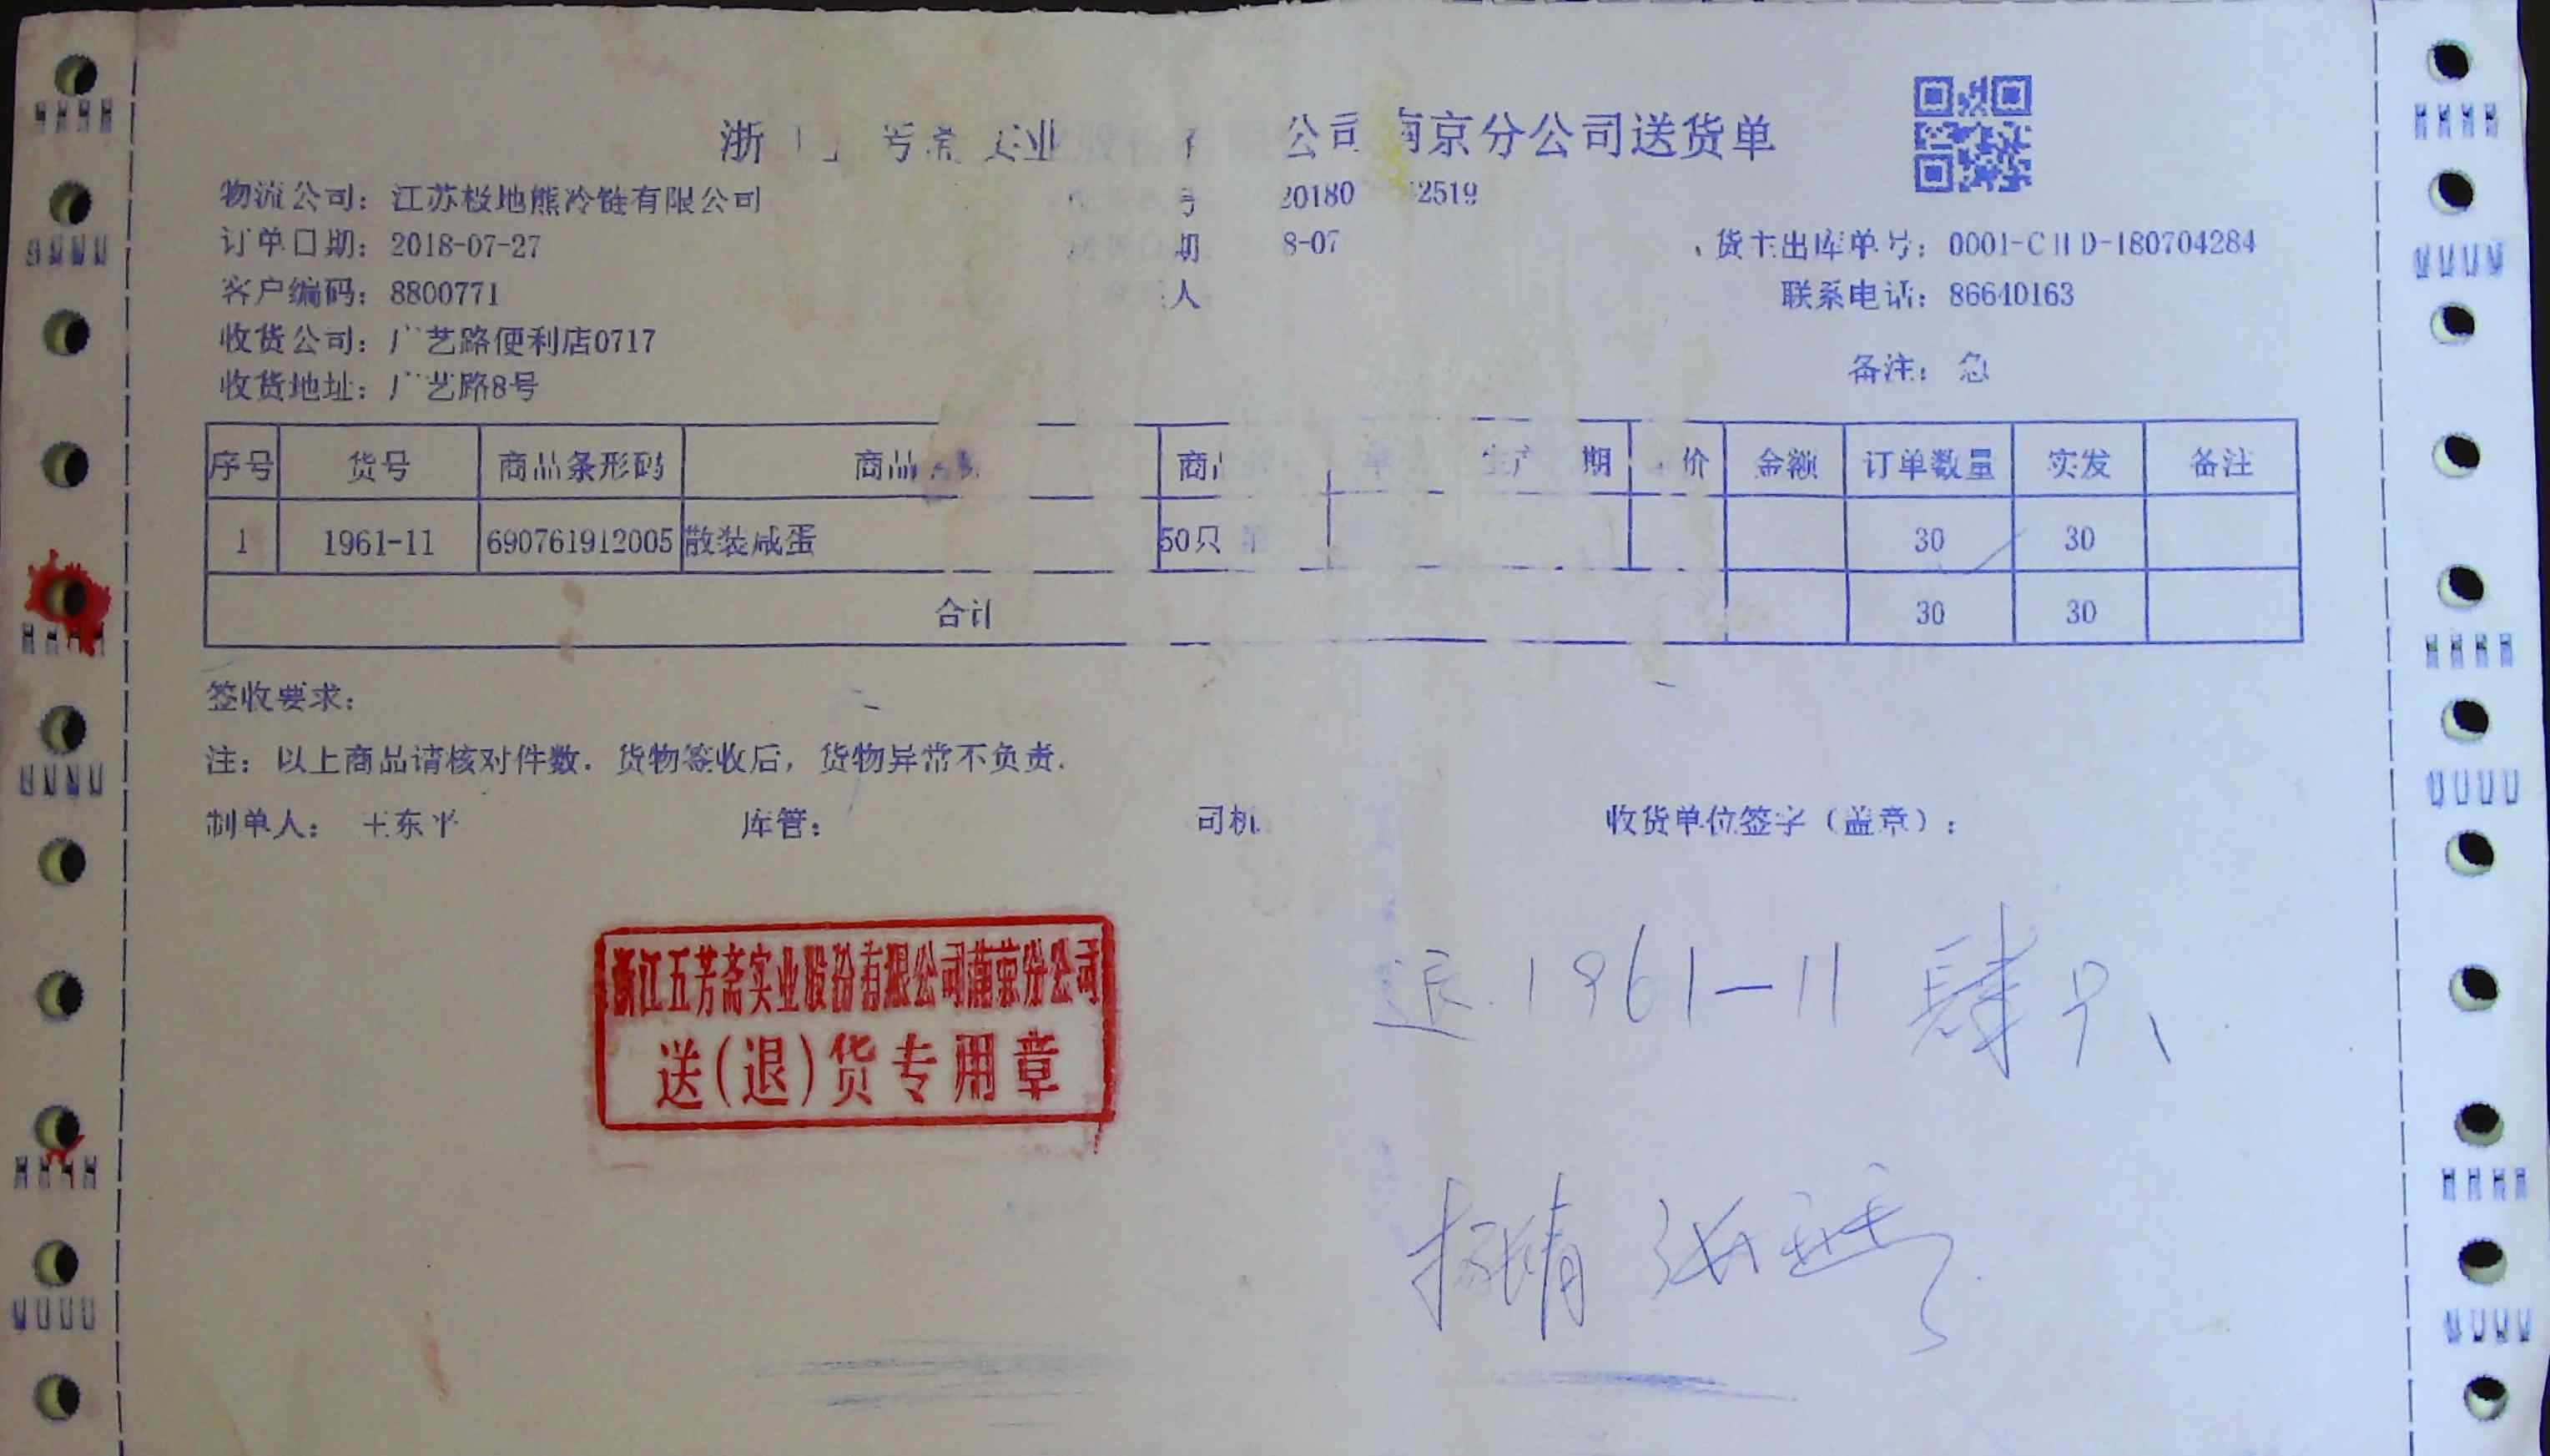 浙 业 公司南京分公司送货单
物流公司：江苏极地熊冷链有限公司 号 20180 2519
订单日期：2018-07-27 期 8-07 货主出库单号：0001-CHD-180704284
客户编码：8800771 人 联系电话：86640163
收货公司：广艺路便利店0717
收货地址：广艺路8号 备注：急
序号 货号 商品条形码 商品 商 生产 期 价 金额 订单数量 实发 备注
1 1961-11 690761912005 散装咸蛋 50只 30 30
合计 30 30
签收要求：
注：以上商品请核对件数．货物签收后，货物异常不负责．
制单人： 王东平 库管： 司机 收货单位签字（盖章）：
浙江五芳斋实业股份有限公司南京分公司
送(退)货专用章
退.1961-11 肆只